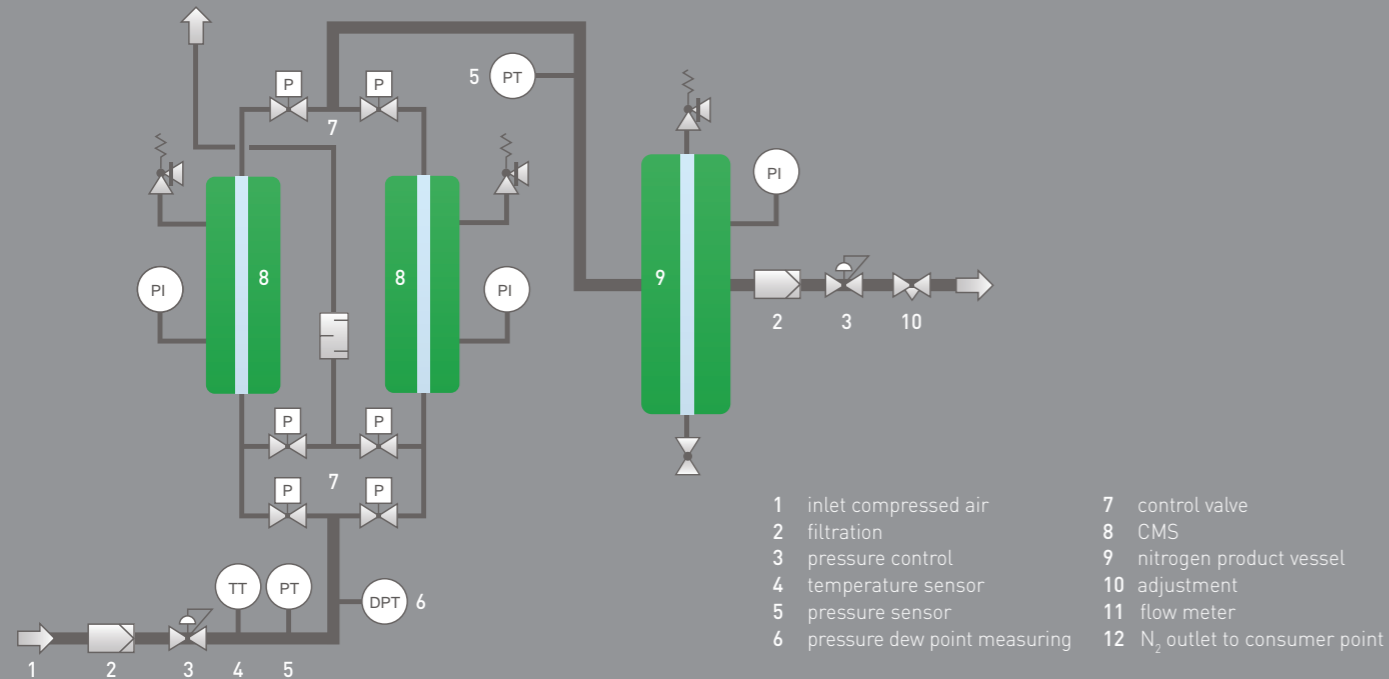 P P
5 PT
7
PI
8
8
PI
9
PI
2 3 10
P P
7
P P
TT PT
DPT 6
1 2 3 4 5
1 inlet compressed air
2 filtration
3 pressure control
4 temperature sensor
5 pressure sensor
6 pressure dew point measuring
7 control valve
8 CMS
9 nitrogen product vessel
10 adjustment
11 flow meter
12 N₂ outlet to consumer point